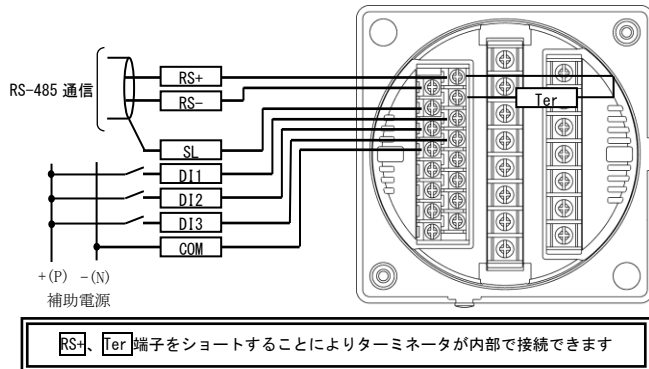 RS-485 通信
RS+
RS-
SL
DI1
DI2
DI3
COM
Ter
+(P) -(N)
補助電源
RS+、Ter 端子をショートすることによりターミネータが内部で接続できます